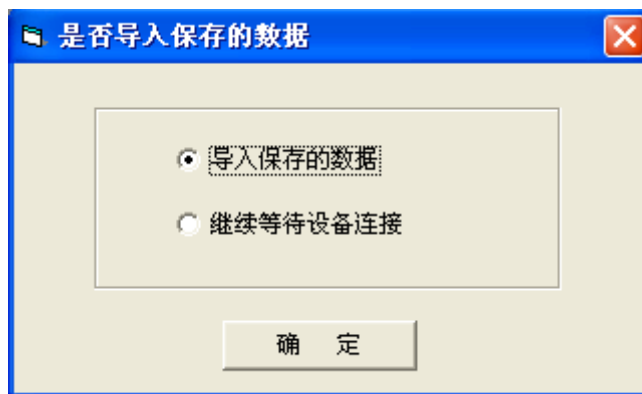 是否导入保存的数据
导入保存的数据
继续等待设备连接
确 定